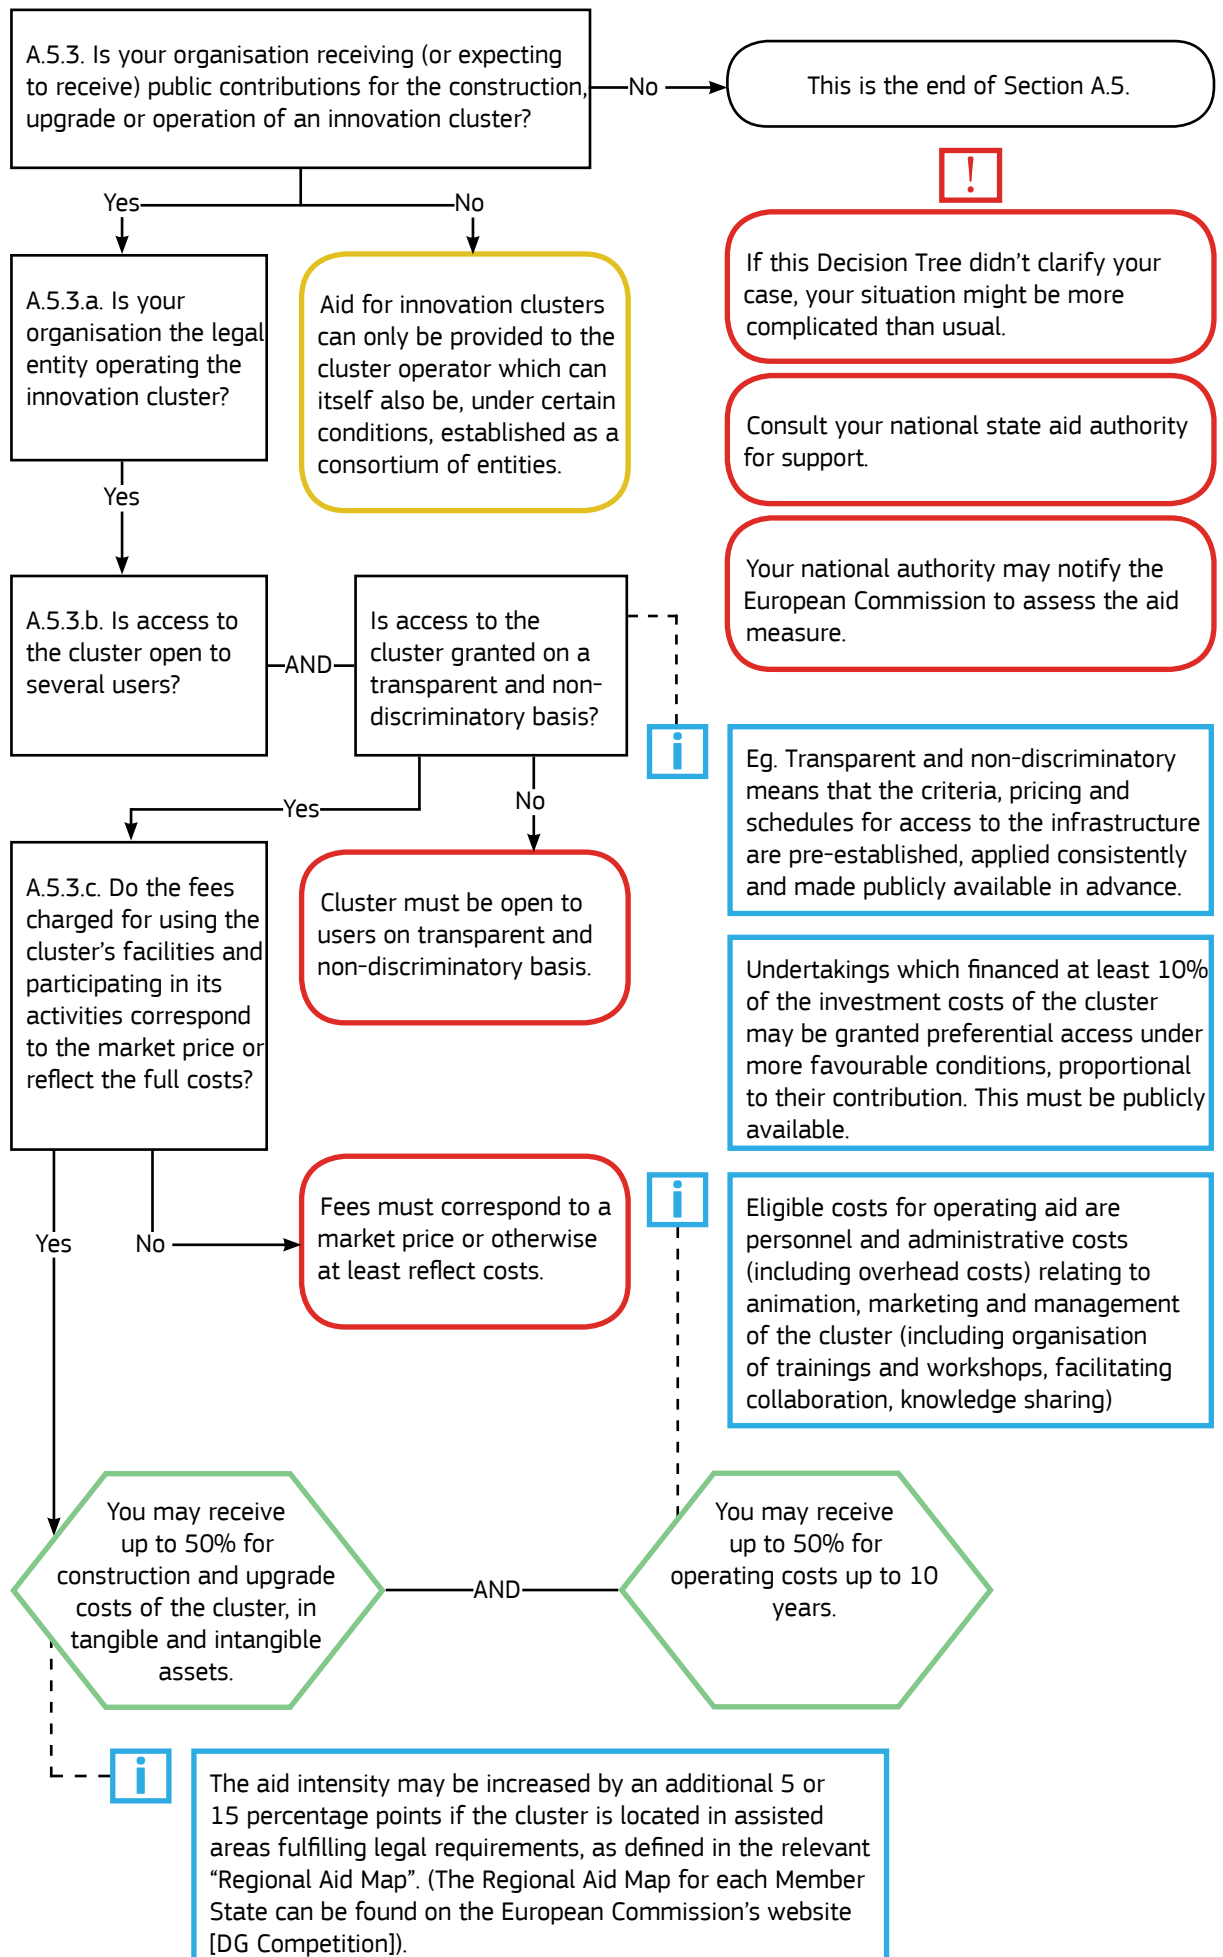 A.5.3. Is your organisation receiving (or expecting
to receive) public contributions for the construction,
upgrade or operation of an innovation cluster?
No
This is the end of Section A.5.
!
Yes
No
If this Decision Tree didn't clarify your
case, your situation might be more
complicated than usual.
A.5.3.a. Is your
organisation the legal
entity operating the
innovation cluster?
Aid for innovation clusters
can only be provided to the
cluster operator which can
itself also be, under certain
conditions, established as a
consortium of entities.
Consult your national state aid authority
for support.
Yes
Your national authority may notify the
European Commission to assess the aid
measure.
A.5.3.b. Is access to
the cluster open to
several users?
AND
Is access to the
cluster granted on a
transparent and non-
discriminatory basis?
i
Eg. Transparent and non-discriminatory
means that the criteria, pricing and
schedules for access to the infrastructure
are pre-established, applied consistently
and made publicly available in advance.
Yes
No
A.5.3.c. Do the fees
charged for using the
cluster's facilities and
participating in its
activities correspond
to the market price or
reflect the full costs?
Cluster must be open to
users on transparent and
non-discriminatory basis.
Undertakings which financed at least 10%
of the investment costs of the cluster
may be granted preferential access under
more favourable conditions, proportional
to their contribution. This must be publicly
available.
Yes
No
Fees must correspond to a
market price or otherwise
at least reflect costs.
i
Eligible costs for operating aid are
personnel and administrative costs
(including overhead costs) relating to
animation, marketing and management
of the cluster (including organisation
of trainings and workshops, facilitating
collaboration, knowledge sharing)
You may receive
up to 50% for
construction and upgrade
costs of the cluster, in
tangible and intangible
assets.
AND
You may receive
up to 50% for
operating costs up to 10
years.
i
The aid intensity may be increased by an additional 5 or
15 percentage points if the cluster is located in assisted
areas fulfilling legal requirements, as defined in the relevant
“Regional Aid Map”. (The Regional Aid Map for each Member
State can be found on the European Commission's website
[DG Competition]).